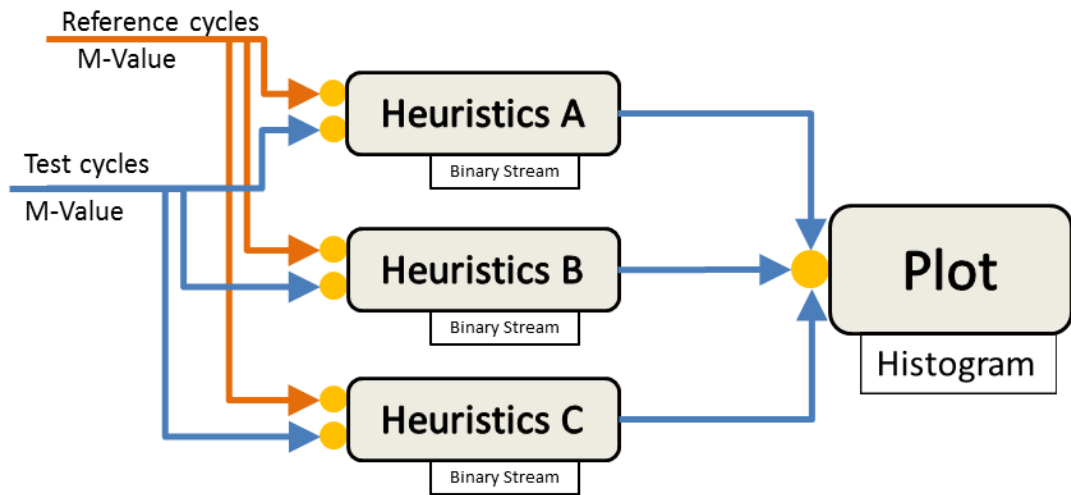 Reference cycles
M-Value
Test cycles
M-Value
Heuristics A
Binary Stream
Heuristics B
Binary Stream
Heuristics C
Binary Stream
Plot
Histogram